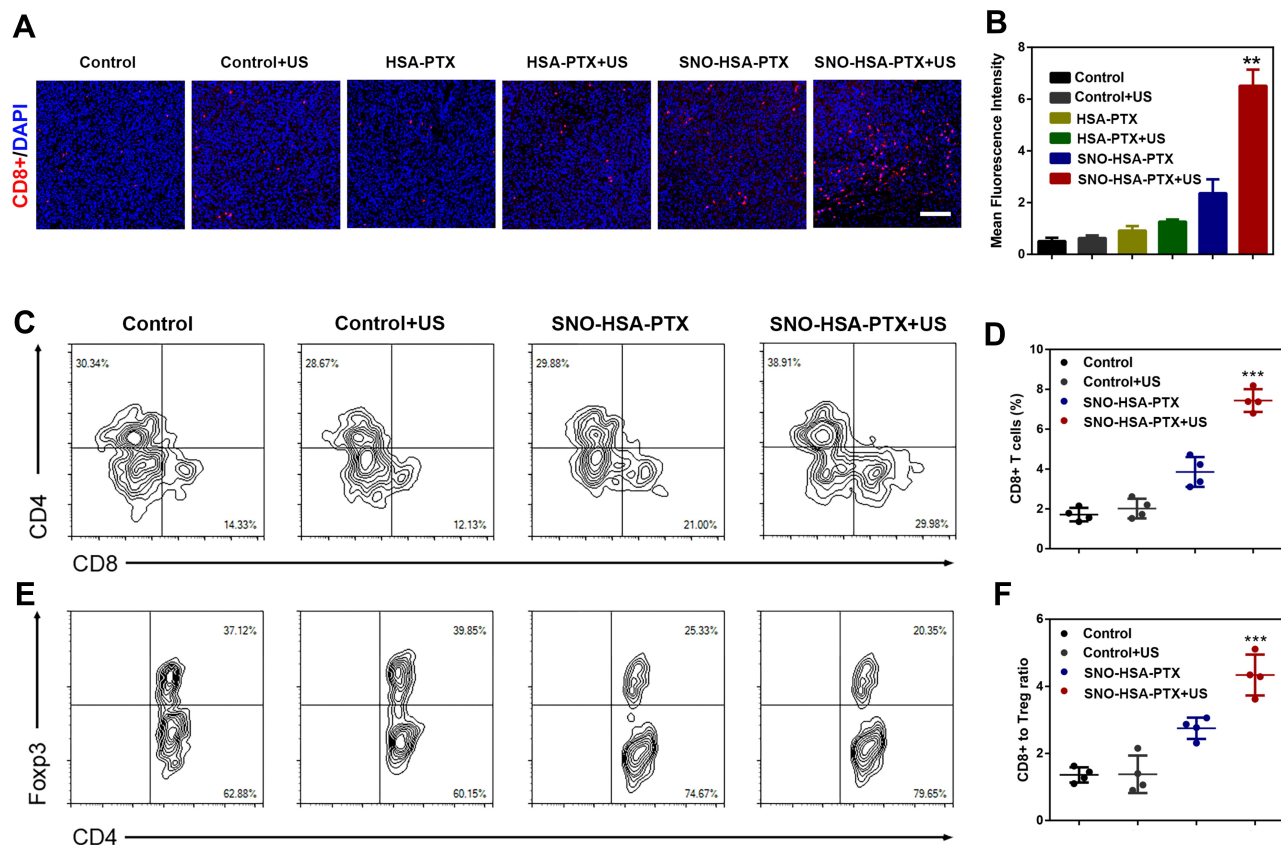 A
Control
Control+US
HSA-PTX
HSA-PTX+US
SNO-HSA-PTX
SNO-HSA-PTX+US
CD8+/DAPI
B
Mean Fluorescence Intensity
8
6
4
2
0
Control
Control+US
HSA-PTX
HSA-PTX+US
SNO-HSA-PTX
SNO-HSA-PTX+US
**
C
Control
Control+US
SNO-HSA-PTX
SNO-HSA-PTX+US
30.34%
14.33%
28.67%
12.13%
29.88%
21.00%
38.91%
29.98%
CD4
CD8
D
CD8+ T cells (%)
10
8
6
4
2
0
Control
Control+US
SNO-HSA-PTX
SNO-HSA-PTX+US
***
E
37.12%
62.88%
39.85%
60.15%
25.33%
74.67%
20.35%
79.65%
Foxp3
CD4
F
CD8+ to Treg ratio
6
4
2
0
Control
Control+US
SNO-HSA-PTX
SNO-HSA-PTX+US
***